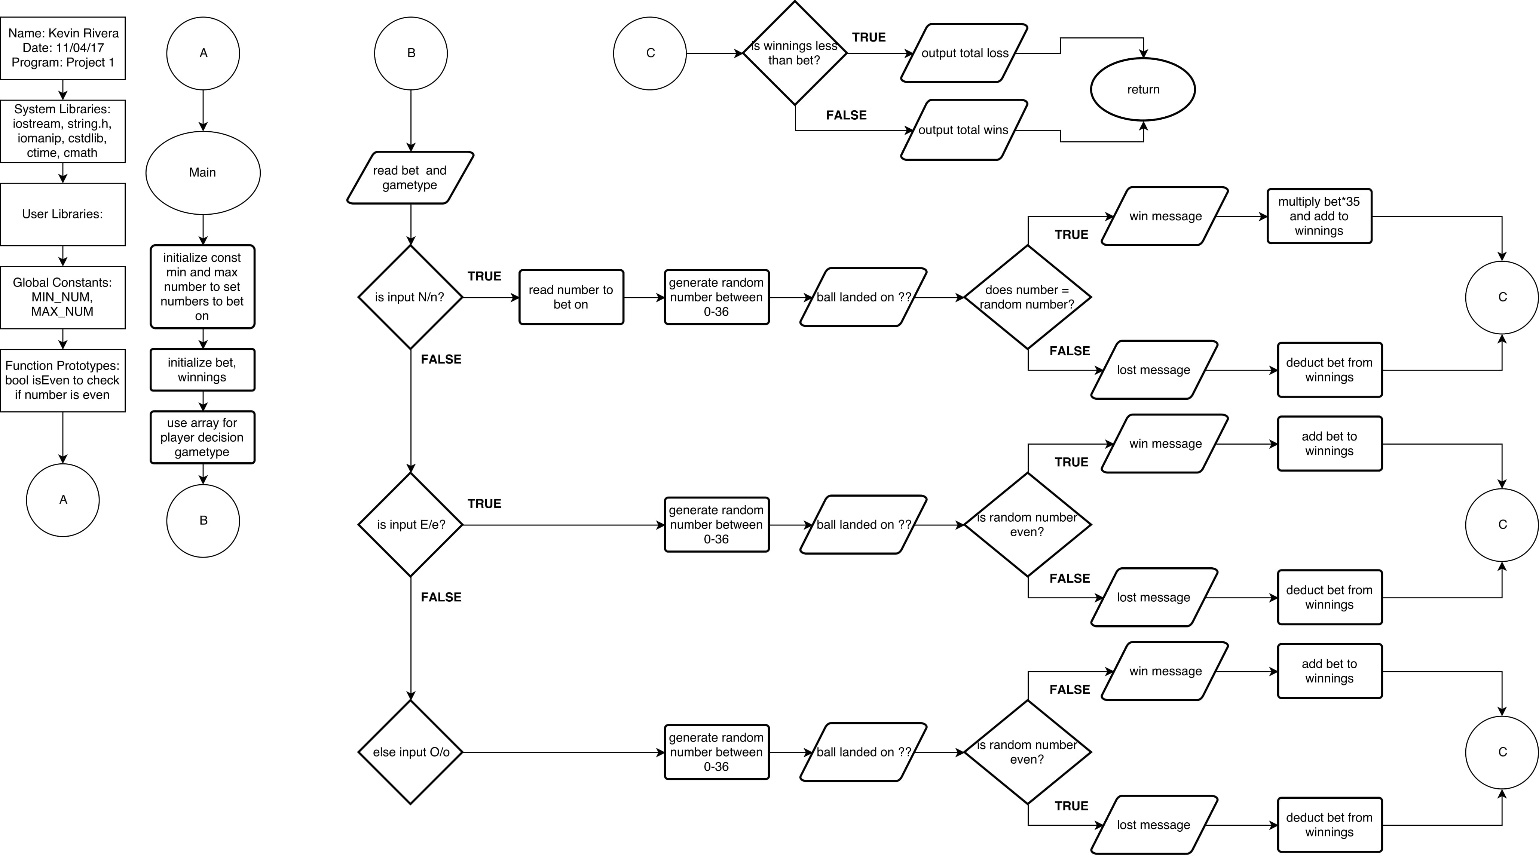 Name: Kevin Rivera
Date: 11/04/17
Program: Project 1
System Libraries:
iostream, string.h,
iomanip, cstdlib,
ctime, cmath
User Libraries:
Global Constants:
MIN_NUM,
MAX_NUM
Function Prototypes:
bool isEven to check
if number is even
A
A
Main
initialize const
min and max
number to set
numbers to bet
on
initialize bet,
winnings
use array for
player decision
gametype
B
B
read bet and
gametype
is input N/n?
TRUE
FALSE
read number to
bet on
generate random
number between
0-36
ball landed on ??
does number =
random number?
TRUE
win message
multiply bet*35
and add to
winnings
FALSE
lost message
deduct bet from
winnings
C
is input E/e?
TRUE
FALSE
generate random
number between
0-36
ball landed on ??
is random number
even?
TRUE
win message
add bet to
winnings
FALSE
lost message
deduct bet from
winnings
C
else input O/o
generate random
number between
0-36
ball landed on ??
is random number
even?
FALSE
win message
add bet to
winnings
TRUE
lost message
deduct bet from
winnings
C
C
is winnings less
than bet?
TRUE
output total loss
FALSE
output total wins
return